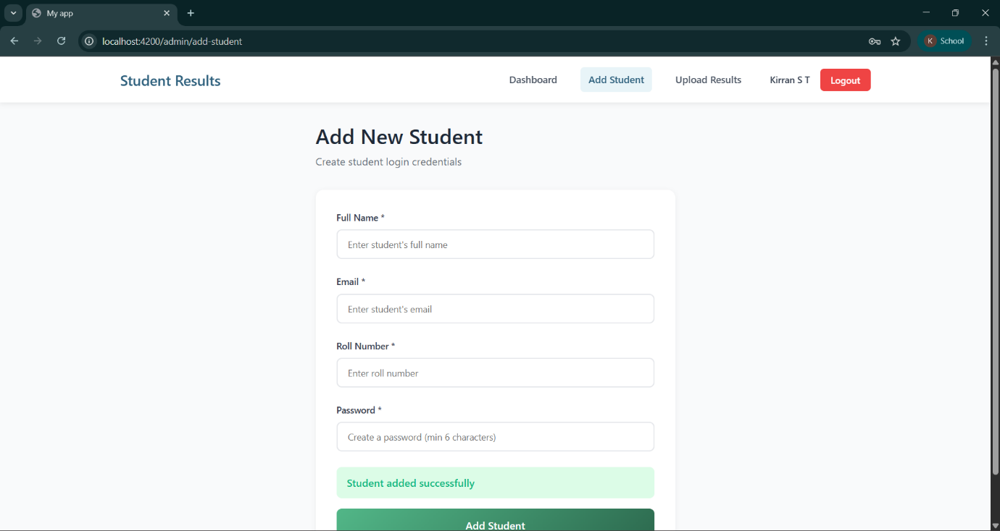 My app
localhost:4200/admin/add-student
K School
Student Results
Dashboard
Add Student
Upload Results
Kirran S T
Logout
Add New Student
Create student login credentials
Full Name *
Enter student's full name
Email *
Enter student's email
Roll Number *
Enter roll number
Password *
Create a password (min 6 characters)
Student added successfully
Add Student